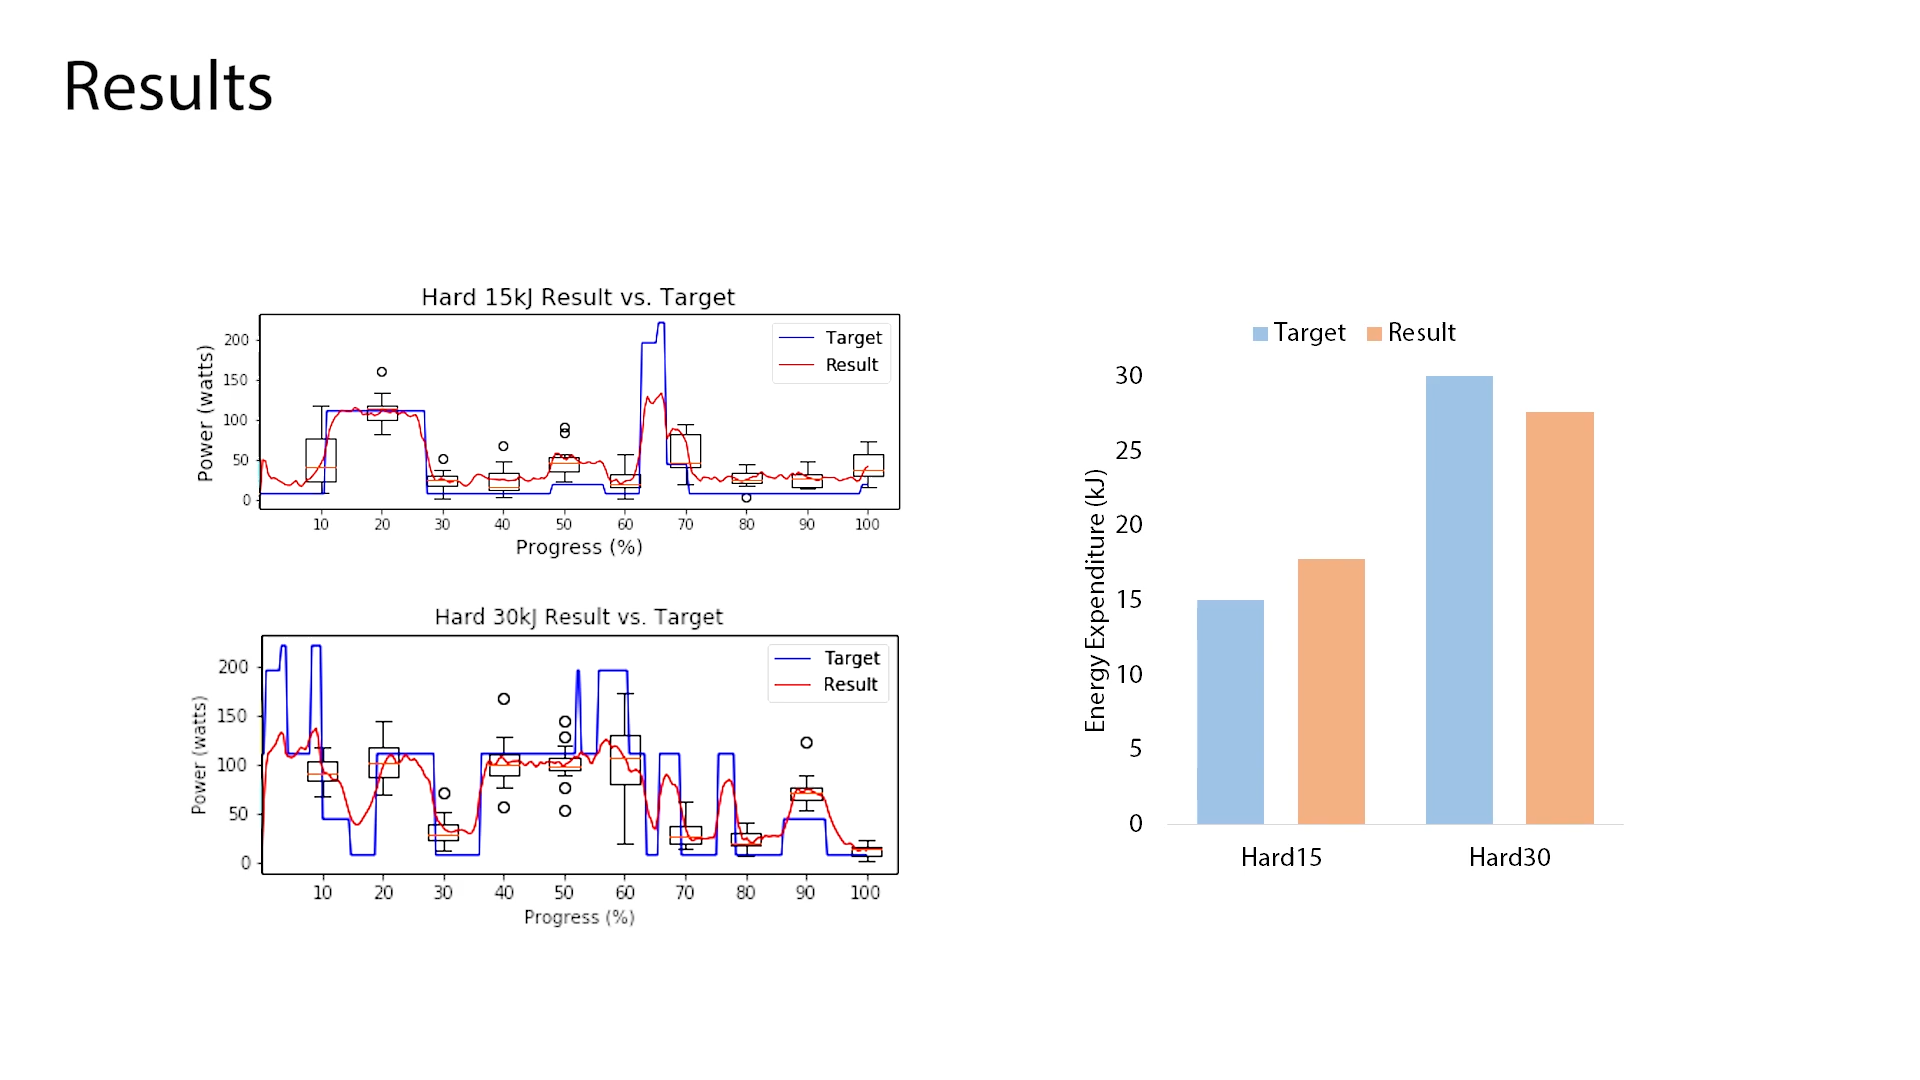 Results
Hard 15kJ Result vs. Target
Power (watts)
200
150
100
50
0
Target
Result
10 20 30 40 50 60 70 80 90 100
Progress (%)
Hard 30kJ Result vs. Target
Power (watts)
200
150
100
50
0
Target
Result
10 20 30 40 50 60 70 80 90 100
Progress (%)
Target Result
Energy Expenditure (kJ)
30
25
20
15
10
5
0
Hard15 Hard30